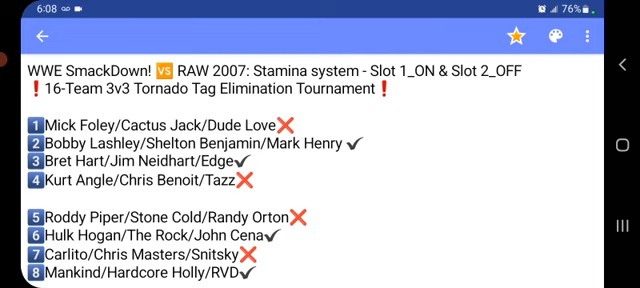 6:08 76%
WWE SmackDown! 🆚 RAW 2007: Stamina system - Slot 1_ON & Slot 2_OFF
❗16-Team 3v3 Tornado Tag Elimination Tournament❗
1️⃣Mick Foley/Cactus Jack/Dude Love❌
2️⃣Bobby Lashley/Shelton Benjamin/Mark Henry ✔
3️⃣Bret Hart/Jim Neidhart/Edge✔
4️⃣Kurt Angle/Chris Benoit/Tazz❌
5️⃣Roddy Piper/Stone Cold/Randy Orton❌
6️⃣Hulk Hogan/The Rock/John Cena✔
7️⃣Carlito/Chris Masters/Snitsky❌
8️⃣Mankind/Hardcore Holly/RVD✔